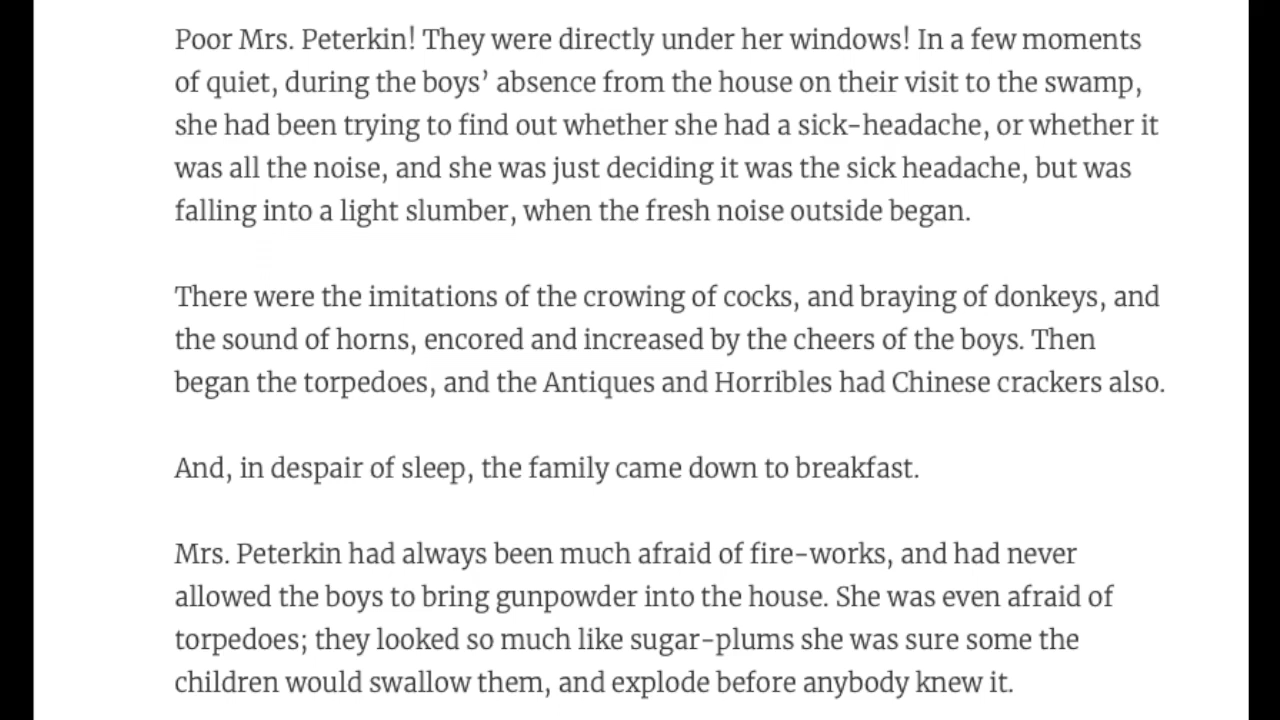 Poor Mrs. Peterkin! They were directly under her windows! In a few moments
of quiet, during the boys’ absence from the house on their visit to the swamp,
she had been trying to find out whether she had a sick-headache, or whether it
was all the noise, and she was just deciding it was the sick headache, but was
falling into a light slumber, when the fresh noise outside began.
There were the imitations of the crowing of cocks, and braying of donkeys, and
the sound of horns, encored and increased by the cheers of the boys. Then
began the torpedoes, and the Antiques and Horribles had Chinese crackers also.
And, in despair of sleep, the family came down to breakfast.
Mrs. Peterkin had always been much afraid of fire-works, and had never
allowed the boys to bring gunpowder into the house. She was even afraid of
torpedoes; they looked so much like sugar-plums she was sure some the
children would swallow them, and explode before anybody knew it.